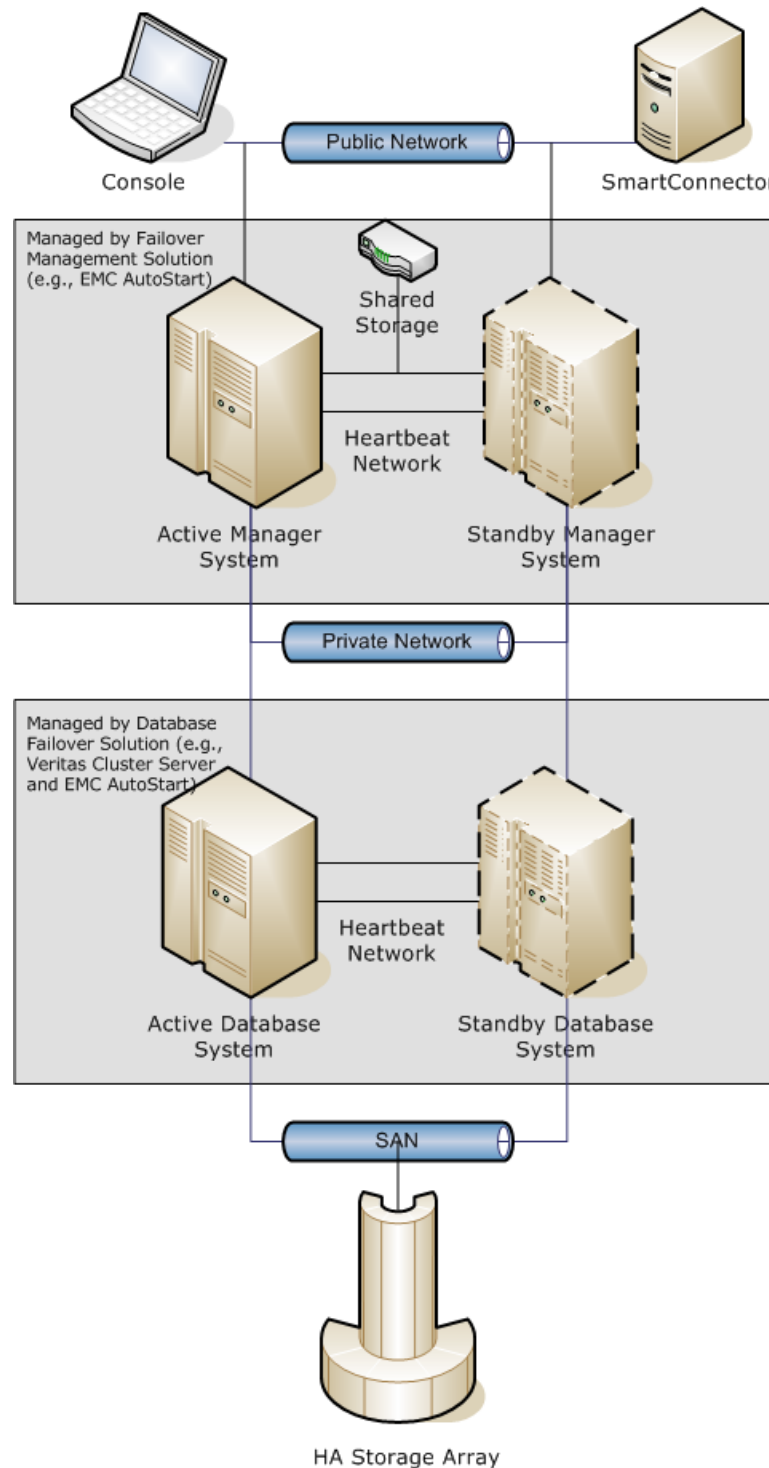 Public Network
Console
SmartConnector
Managed by Failover
Management Solution
(e.g., EMC AutoStart)
Shared
Storage
Heartbeat
Network
Active Manager
System
Standby Manager
System
Private Network
Managed by Database
Failover Solution (e.g.,
Veritas Cluster Server
and EMC AutoStart)
Heartbeat
Network
Active Database
System
Standby Database
System
SAN
HA Storage Array